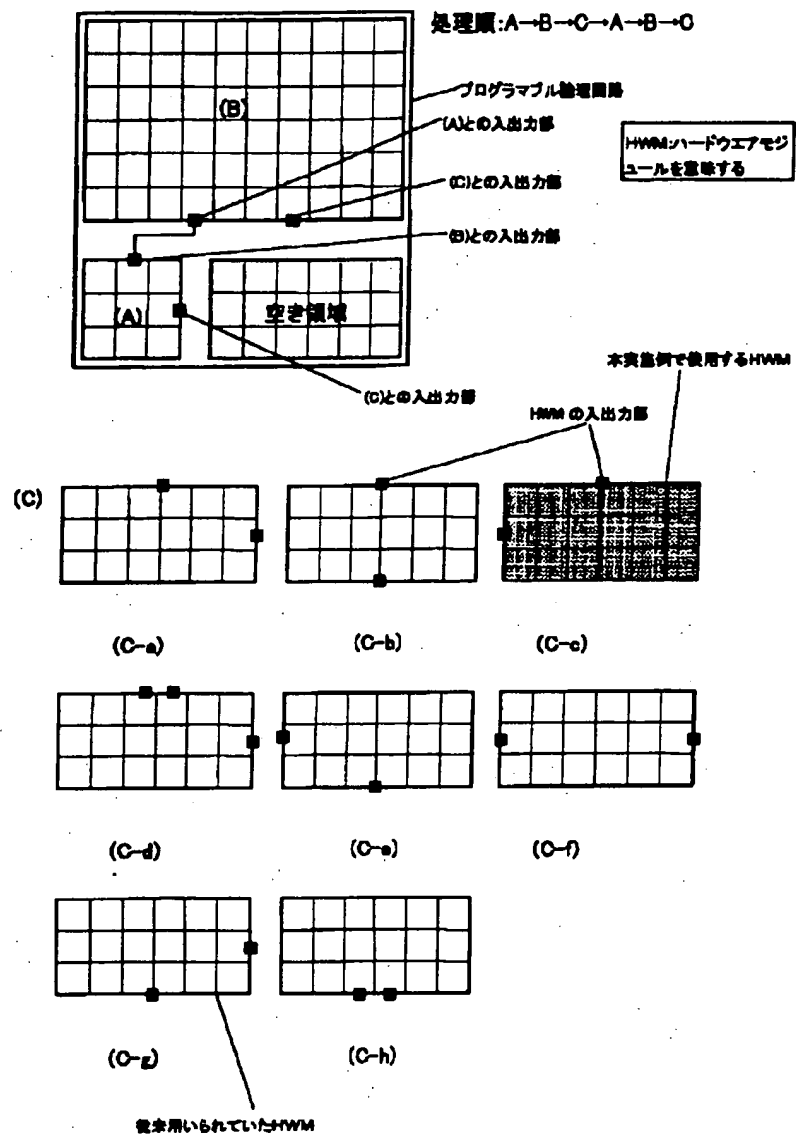 処理順:A→B→C→A→B→C
(B)
プログラマブル論理回路
(A)との入出力部
HWM:ハードウエアモジ
ュールを意味する
(C)との入出力部
(B)との入出力部
(A)
空き領域
本実施例で使用するHWM
(C)との入出力部
HWM の入出力部
(C)
(C-a)
(C-b)
(C-c)
(C-d)
(C-e)
(C-f)
(C-g)
(C-h)
従来用いられていたHWM